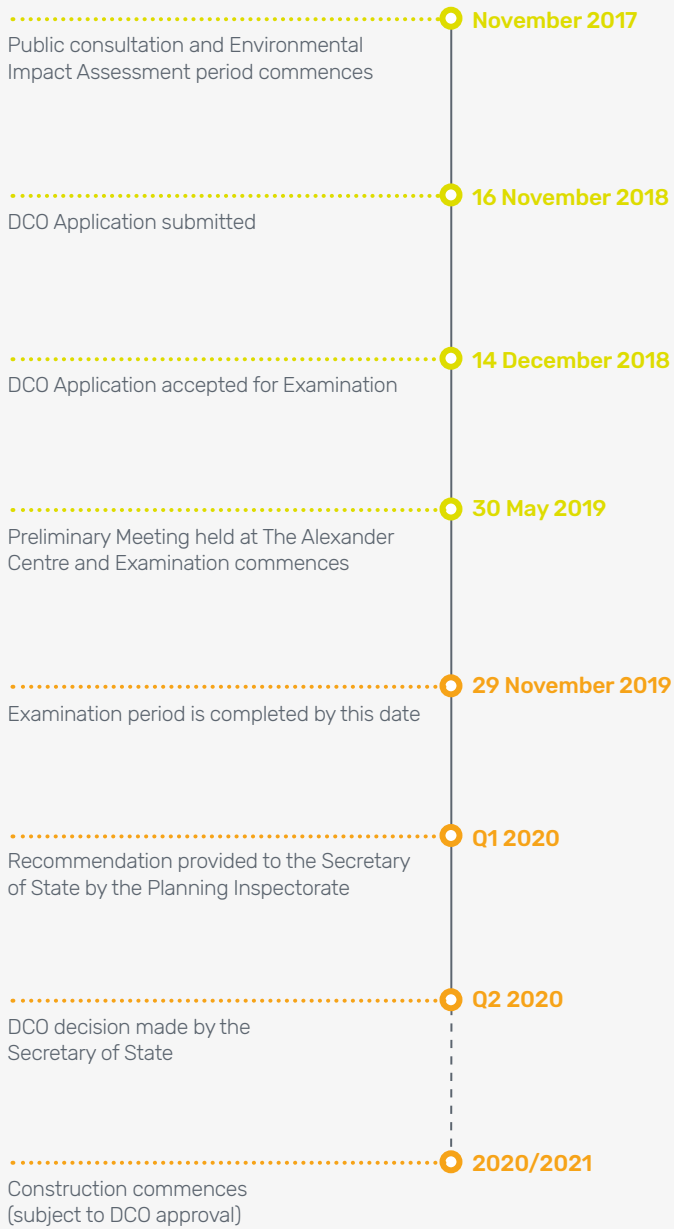 November 2017
Public consultation and Environmental
Impact Assessment period commences
16 November 2018
DCO Application submitted
14 December 2018
DCO Application accepted for Examination
30 May 2019
Preliminary Meeting held at The Alexander
Centre and Examination commences
29 November 2019
Examination period is completed by this date
Q1 2020
Recommendation provided to the Secretary
of State by the Planning Inspectorate
Q2 2020
DCO decision made by the
Secretary of State
2020/2021
Construction commences
(subject to DCO approval)